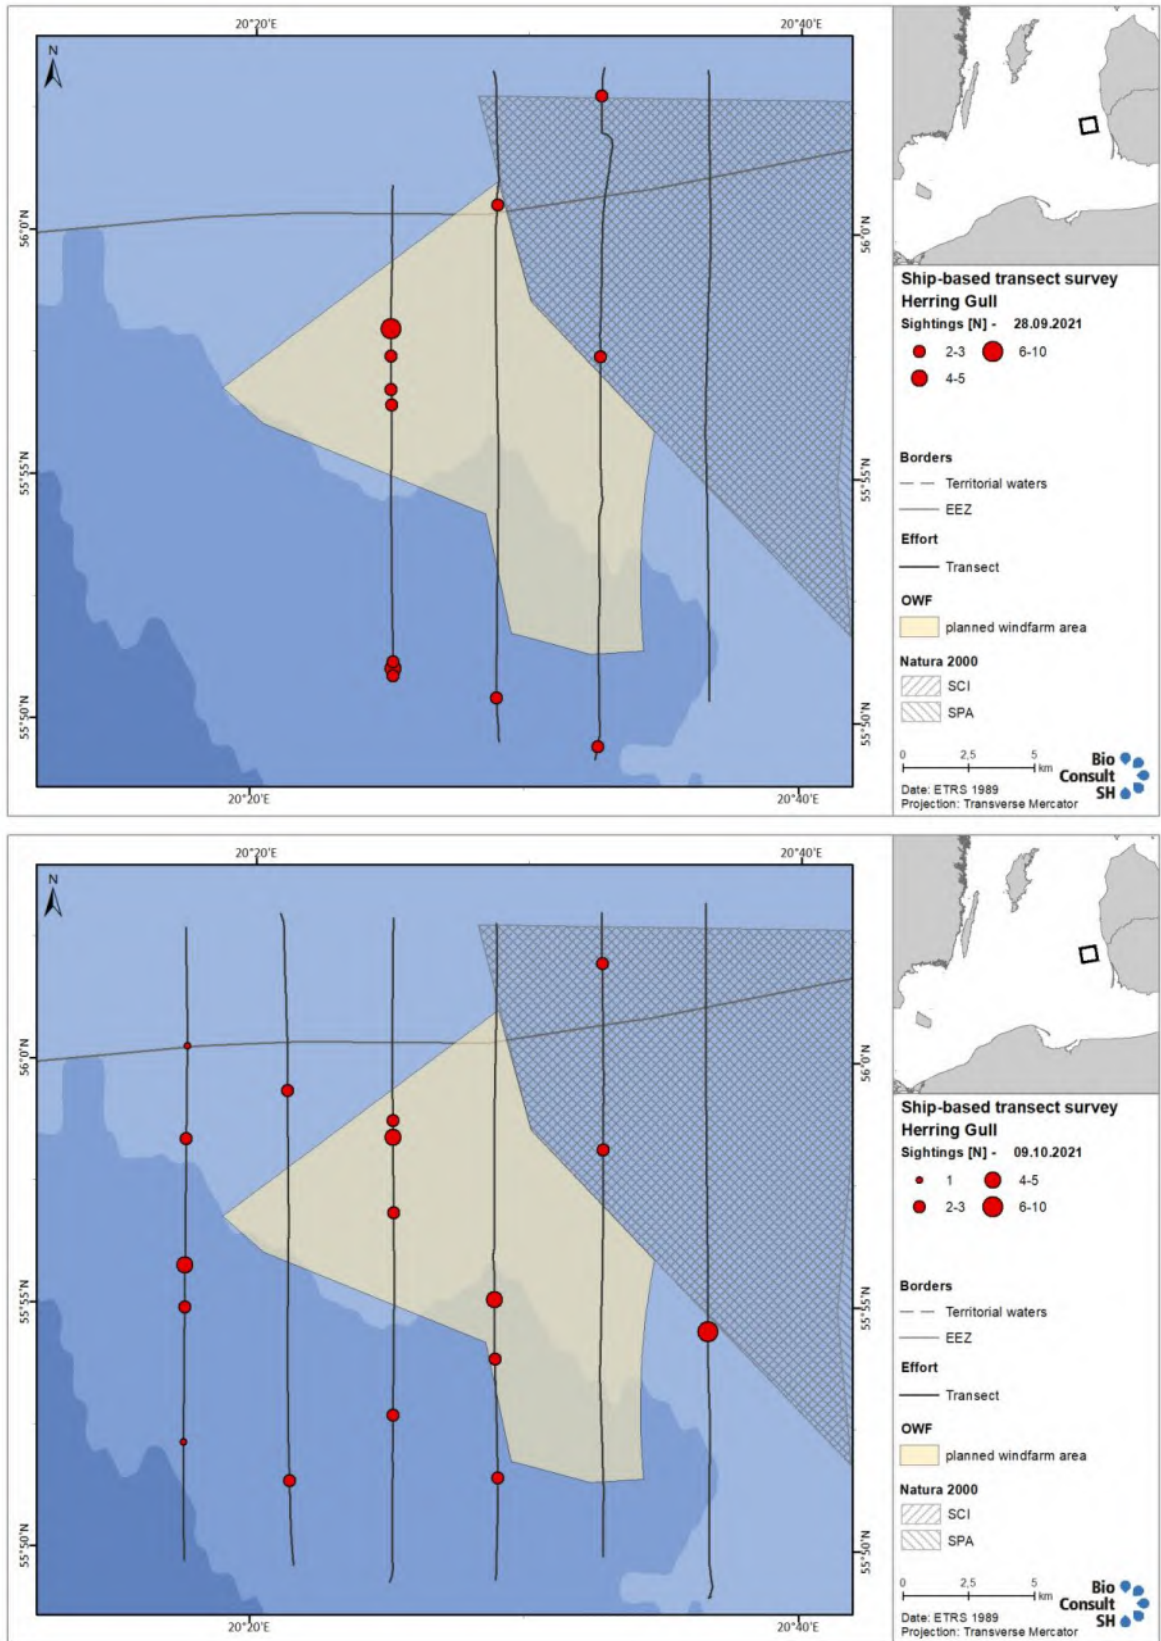 20°20'E
20°40'E
N
56°0'N
56°0'N
55°55'N
55°55'N
55°50'N
55°50'N
20°20'E
20°40'E
Ship-based transect survey
Herring Gull
Sightings [N] - 28.09.2021
2-3
6-10
4-5
Borders
Territorial waters
EEZ
Effort
Transect
OWF
planned windfarm area
Natura 2000
SCI
SPA
0 2,5 5
km
Date: ETRS 1989
Projection: Transverse Mercator
Bio
Consult
SH
20°20'E
20°40'E
N
56°0'N
56°0'N
55°55'N
55°55'N
55°50'N
55°50'N
20°20'E
20°40'E
Ship-based transect survey
Herring Gull
Sightings [N] - 09.10.2021
1
4-5
2-3
6-10
Borders
Territorial waters
EEZ
Effort
Transect
OWF
planned windfarm area
Natura 2000
SCI
SPA
0 2,5 5
km
Date: ETRS 1989
Projection: Transverse Mercator
Bio
Consult
SH